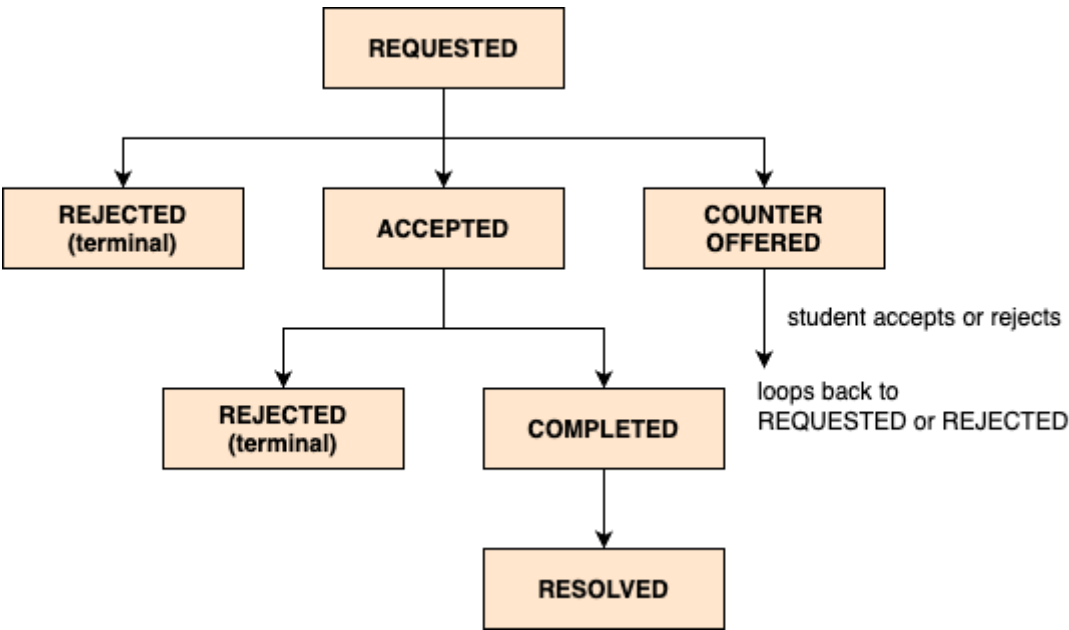 REQUESTED
REJECTED
(terminal)
ACCEPTED
COUNTER
OFFERED
student accepts or rejects
loops back to
REQUESTED or REJECTED
REJECTED
(terminal)
COMPLETED
RESOLVED